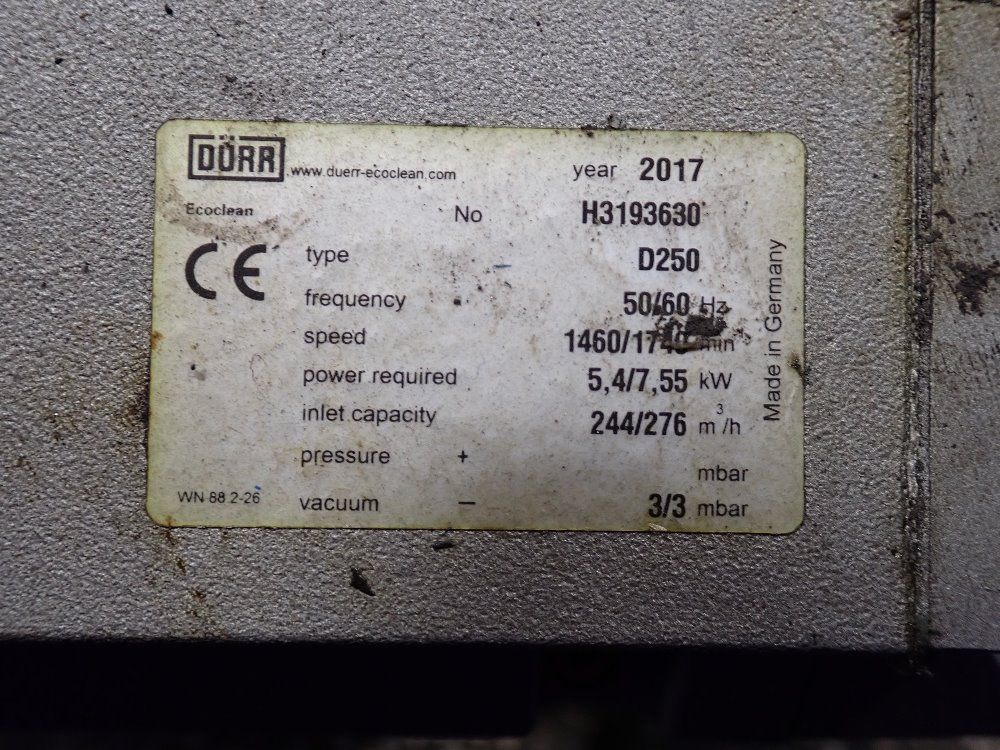 DÜRR www.duerr-ecoclean.com year 2017
Ecoclean No H3193630
CE
type D250
frequency 50/60 Hz
speed 1460/1740 min
power required 5,4/7,55 kW
inlet capacity 244/276 m³/h
pressure + mbar
vacuum — 3/3 mbar
WN 88 2-26
Made in Germany